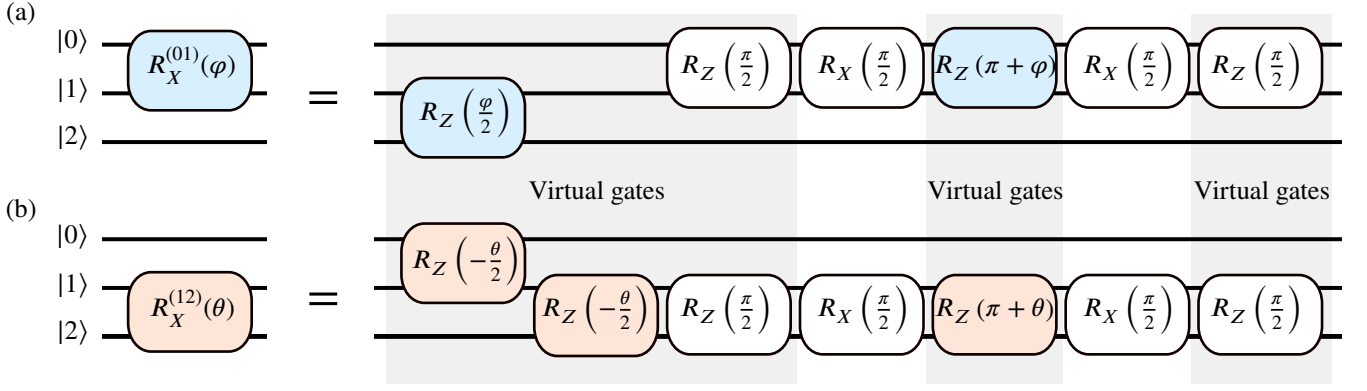 (a)
|0⟩
|1⟩
|2⟩
R_X^{(01)}(φ)
=
R_Z (φ/2)
R_Z (π/2)
R_X (π/2)
R_Z (π + φ)
R_X (π/2)
R_Z (π/2)
Virtual gates
Virtual gates
Virtual gates
(b)
|0⟩
|1⟩
|2⟩
R_X^{(12)}(θ)
=
R_Z (−θ/2)
R_Z (−θ/2)
R_Z (π/2)
R_X (π/2)
R_Z (π + θ)
R_X (π/2)
R_Z (π/2)